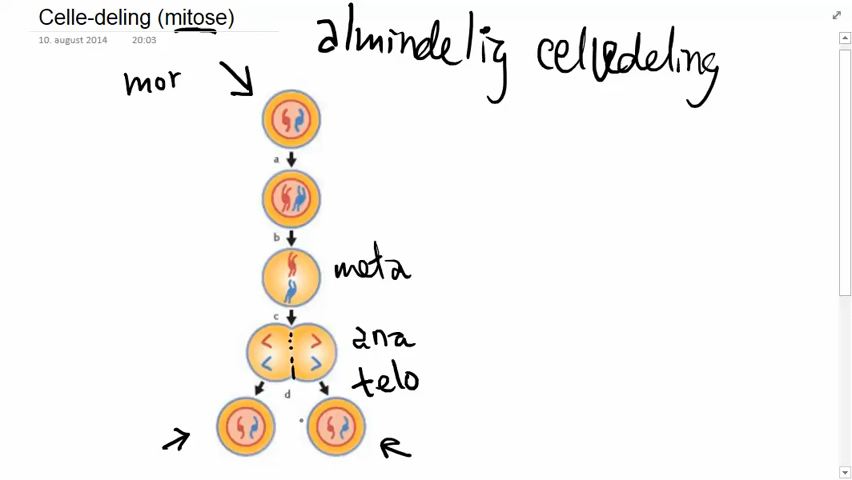 Celle-deling (mitose)
10. august 2014 20:03
almindelig celledeling
mor
a
b
meta
c
ana
telo
d